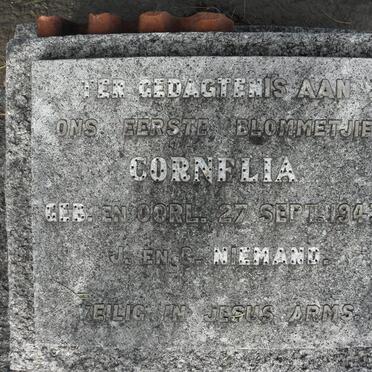 TER GEDAGTENIS AAN
ONS EERSTE BLOMMETJIE
CORNELIA
GEB. EN OORL. 27 SEPT. 194
J. EN C. NIEMAND.
VEILIG IN JESUS ARMS